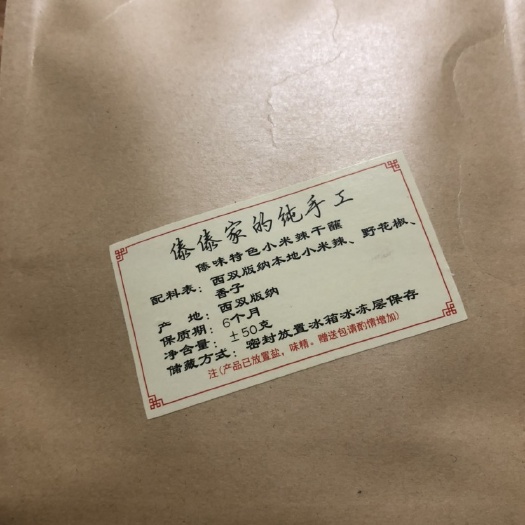 傣傣家的纯手工
傣味特色小米辣干蘸
配料表：西双版纳本地小米辣、野花椒、
香子
产　地：西双版纳
保质期：6个月
净含量：±50克
储藏方式：密封放置冰箱冰冻层保存
注(产品已放置盐，味精。赠送包请酌情增加)